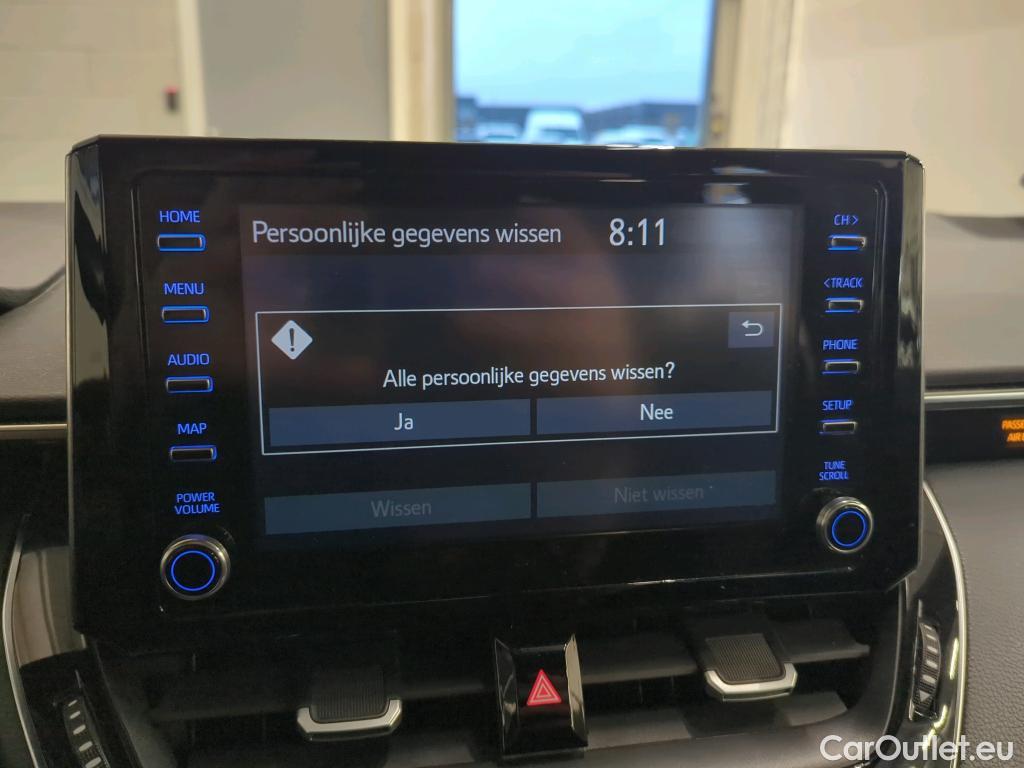 HOME
MENU
AUDIO
MAP
POWER
VOLUME
Persoonlijke gegevens wissen 8:11
Alle persoonlijke gegevens wissen?
Ja Nee
Wissen Niet wissen
CH>
<TRACK
PHONE
SETUP
TUNE
SCROLL
CarOutlet.eu